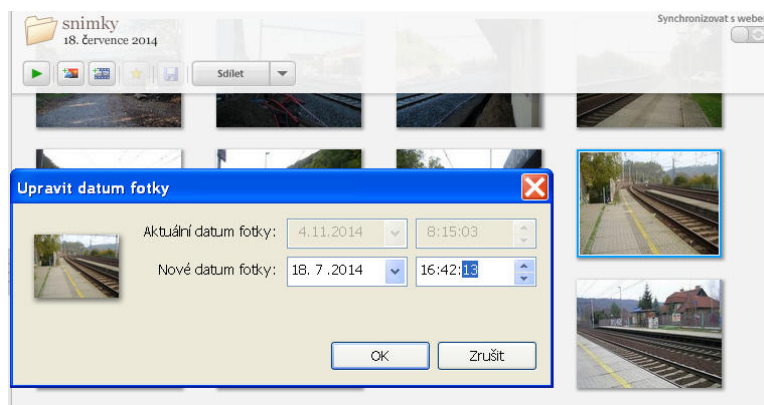 snimky
18. července 2014
Synchronizovat s webem
Sdílet
Upravit datum fotky
Aktuální datum fotky: 4.11.2014 8:15:03
Nové datum fotky: 18. 7 .2014 16:42:13
OK Zrušit